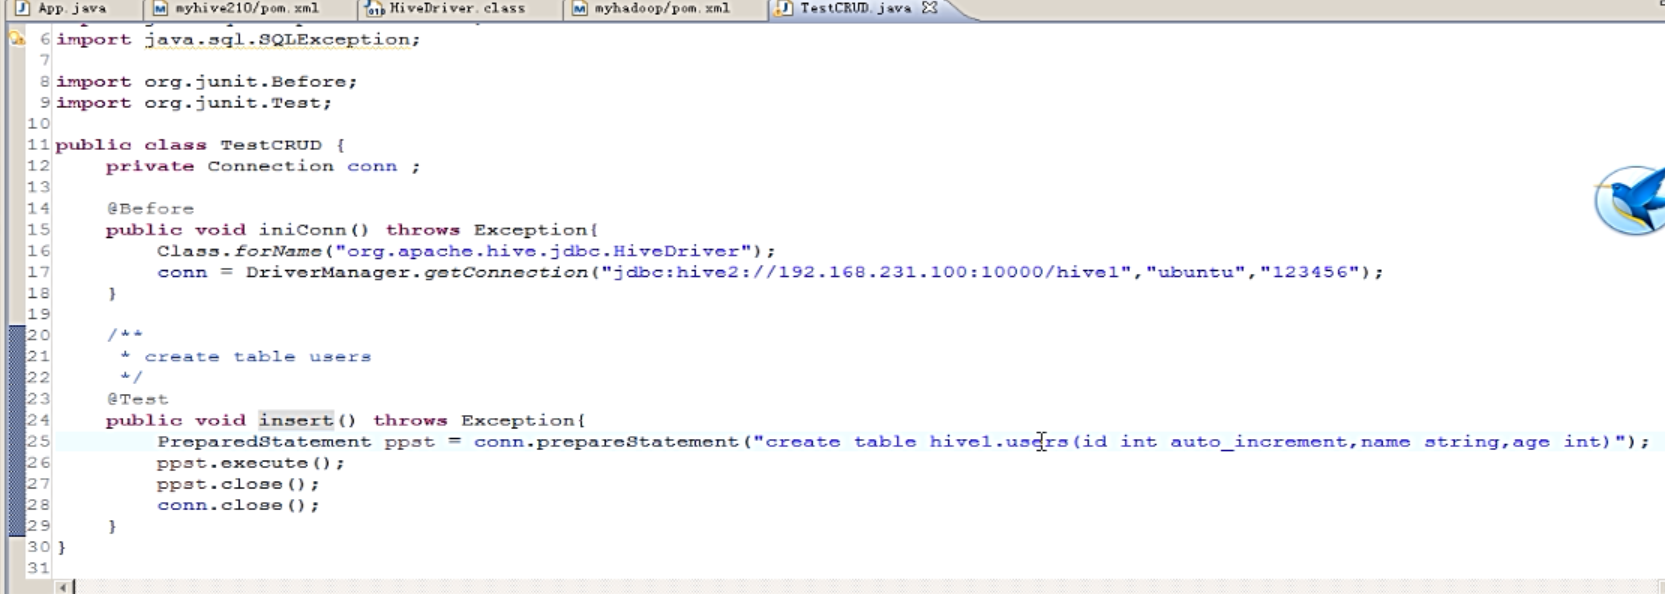 App.java myhive210/pom.xml HiveDriver.class myhadoop/pom.xml TestCRUD.java
6 import java.sql.SQLException;
7
8 import org.junit.Before;
9 import org.junit.Test;
10
11 public class TestCRUD {
12 private Connection conn ;
13
14 @Before
15 public void iniConn() throws Exception{
16 Class.forName("org.apache.hive.jdbc.HiveDriver");
17 conn = DriverManager.getConnection("jdbc:hive2://192.168.231.100:10000/hive1","ubuntu","123456");
18 }
19
20 /**
21 * create table users
22 */
23 @Test
24 public void insert() throws Exception{
25 PreparedStatement ppst = conn.prepareStatement("create table hive1.users(id int auto_increment,name string,age int)");
26 ppst.execute();
27 ppst.close();
28 conn.close();
29 }
30 }
31